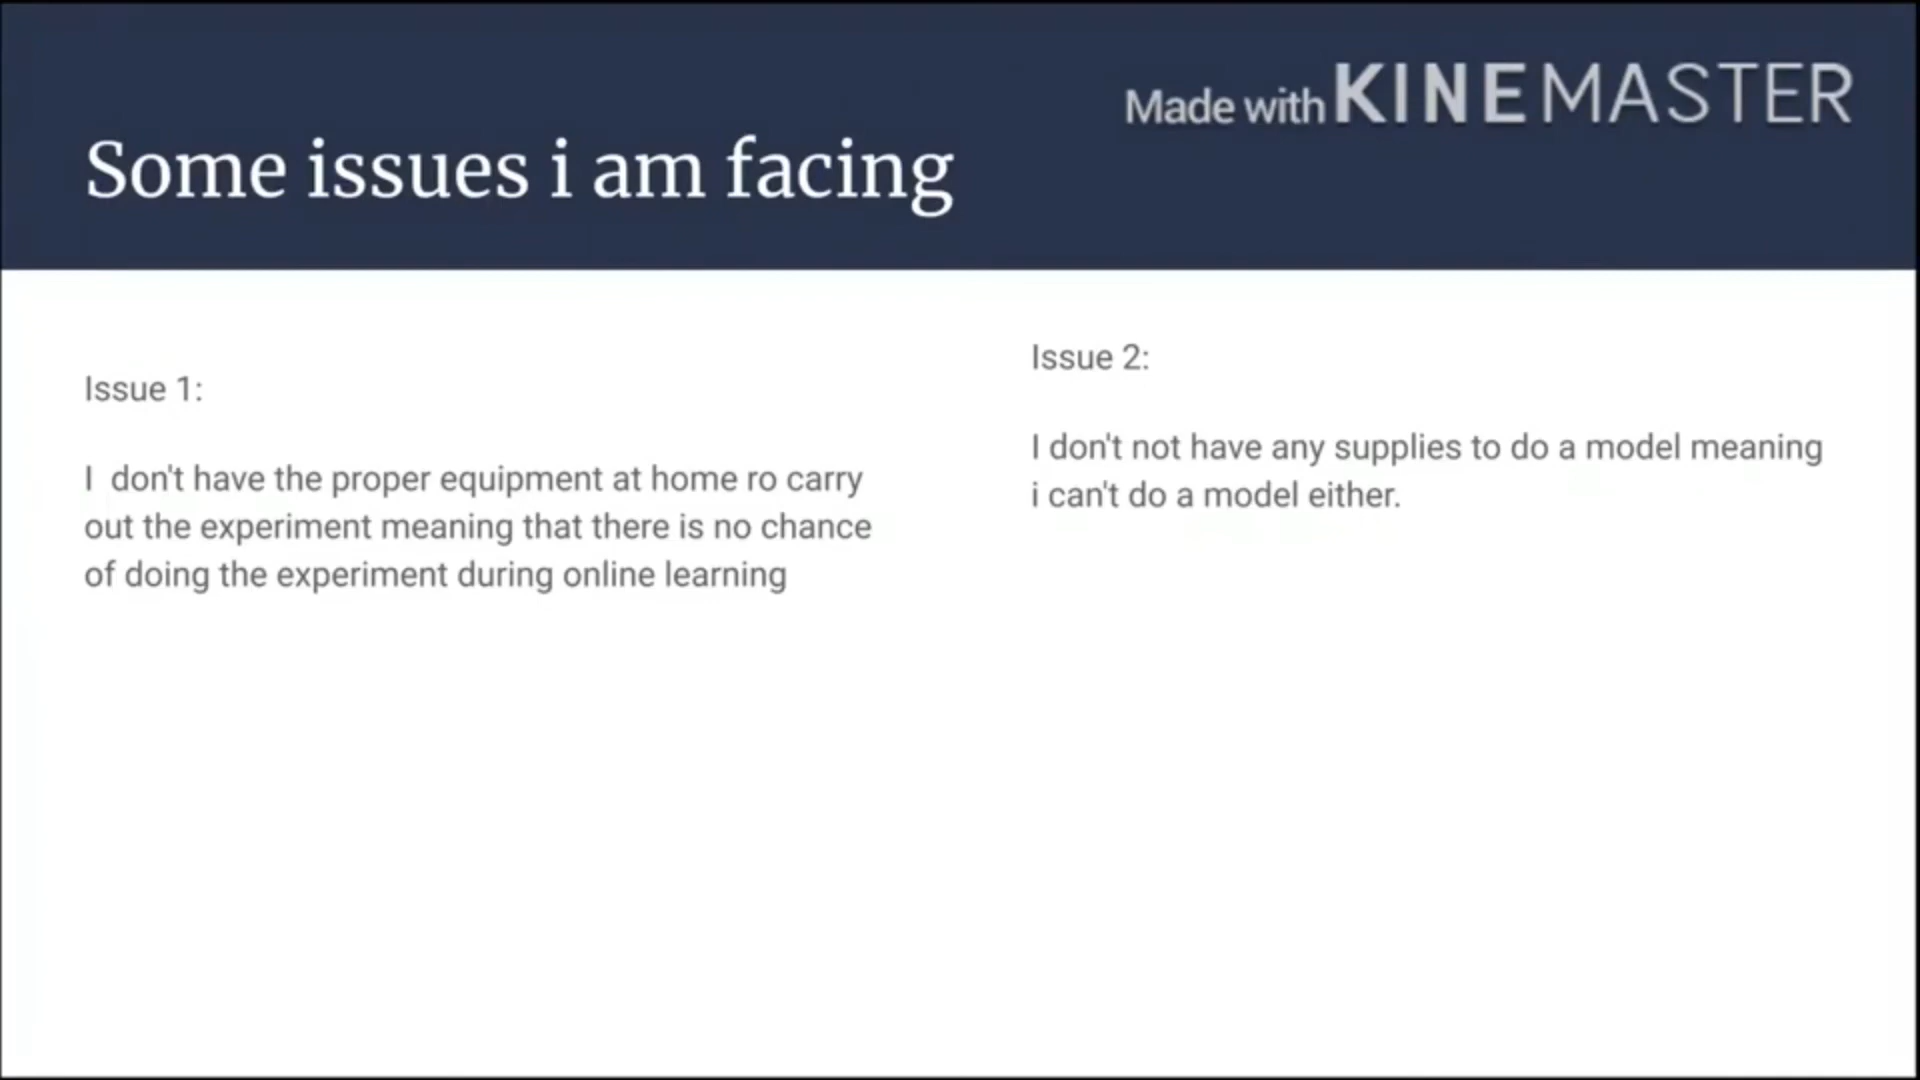 Made with KINEMASTER
Some issues i am facing
Issue 1:
I  don't have the proper equipment at home ro carry
out the experiment meaning that there is no chance
of doing the experiment during online learning
Issue 2:
I don't not have any supplies to do a model meaning
i can't do a model either.